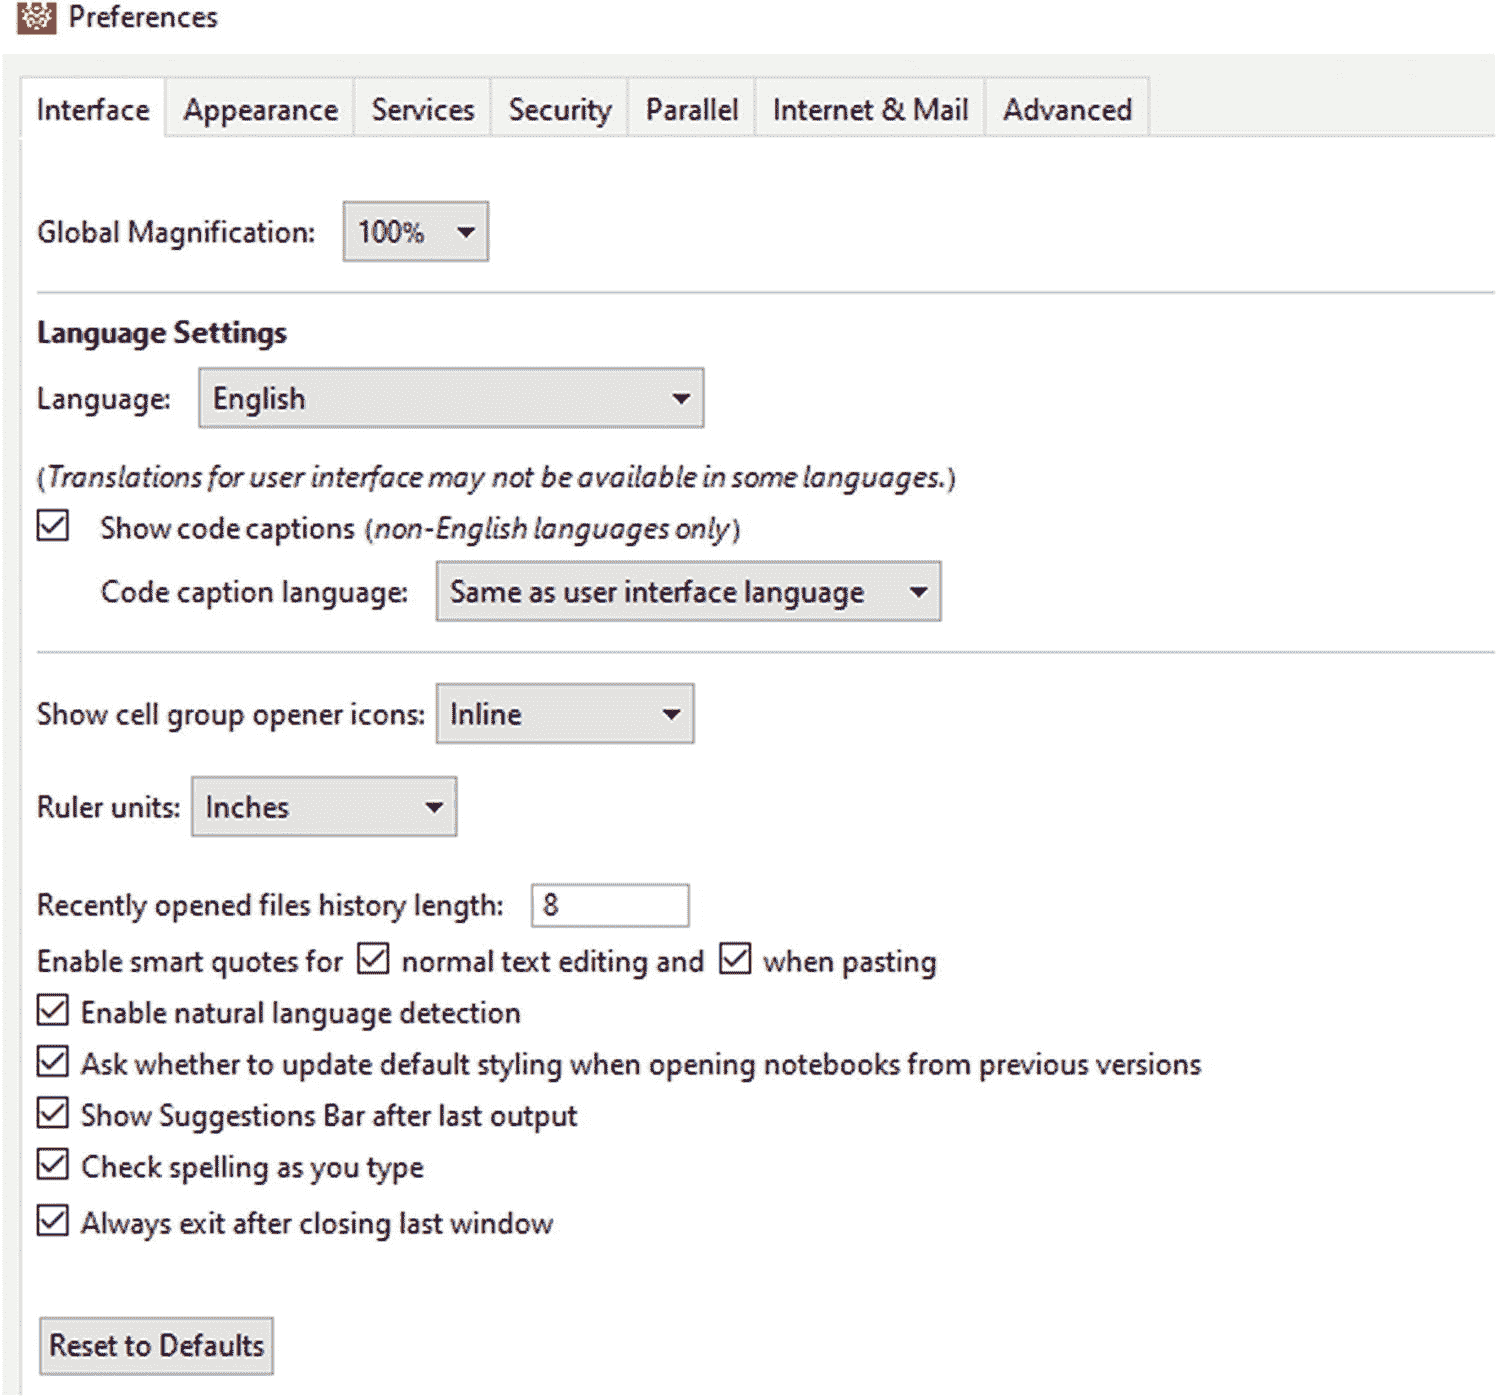 Preferences
Interface Appearance Services Security Parallel Internet & Mail Advanced
Global Magnification: 100%
Language Settings
Language: English
(Translations for user interface may not be available in some languages.)
Show code captions (non-English languages only)
Code caption language: Same as user interface language
Show cell group opener icons: Inline
Ruler units: Inches
Recently opened files history length: 8
Enable smart quotes for normal text editing and when pasting
Enable natural language detection
Ask whether to update default styling when opening notebooks from previous versions
Show Suggestions Bar after last output
Check spelling as you type
Always exit after closing last window
Reset to Defaults